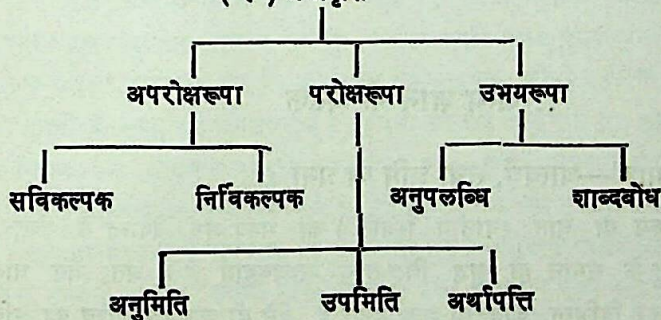 अपरोक्षरूपा परोक्षरूपा उभयरूपा
सविकल्पक निर्विकल्पक अनुपलब्धि शाब्दबोध
अनुमिति उपमिति अर्थापत्ति